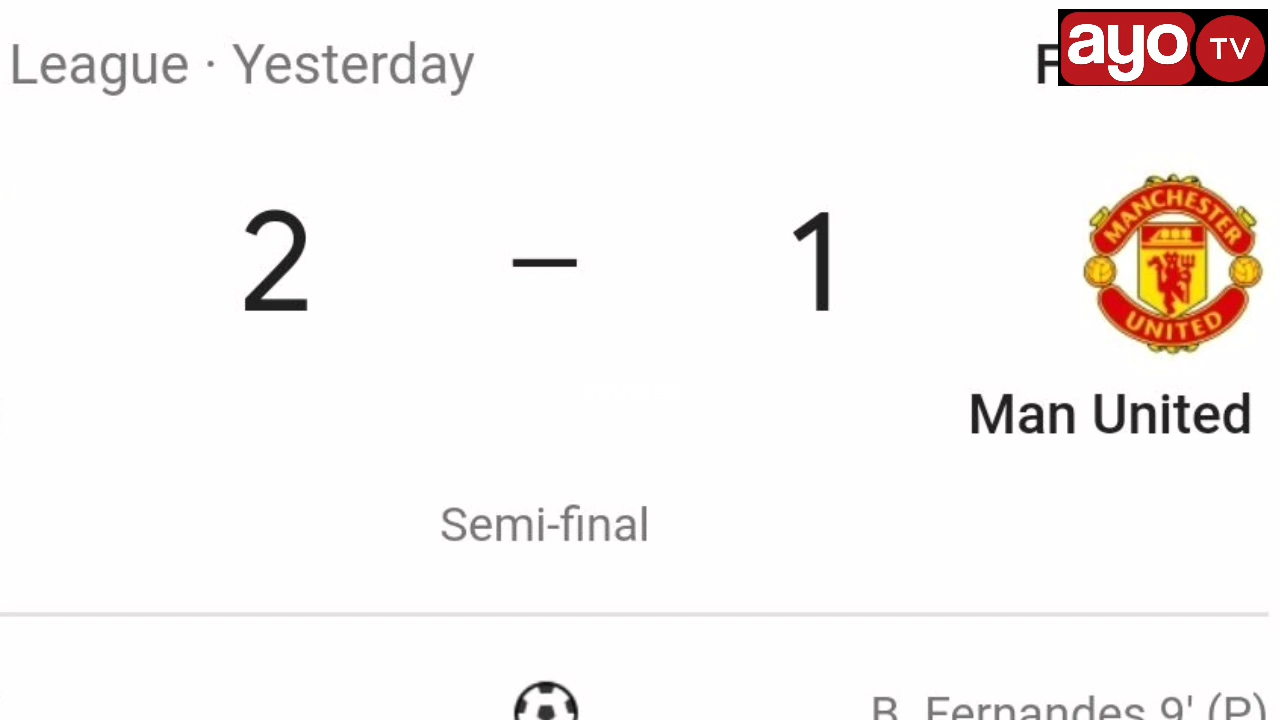 League · Yesterday
ayo TV
2 – 1
MANCHESTER
UNITED
Man United
Semi-final
B. Fernandes 9' (P)